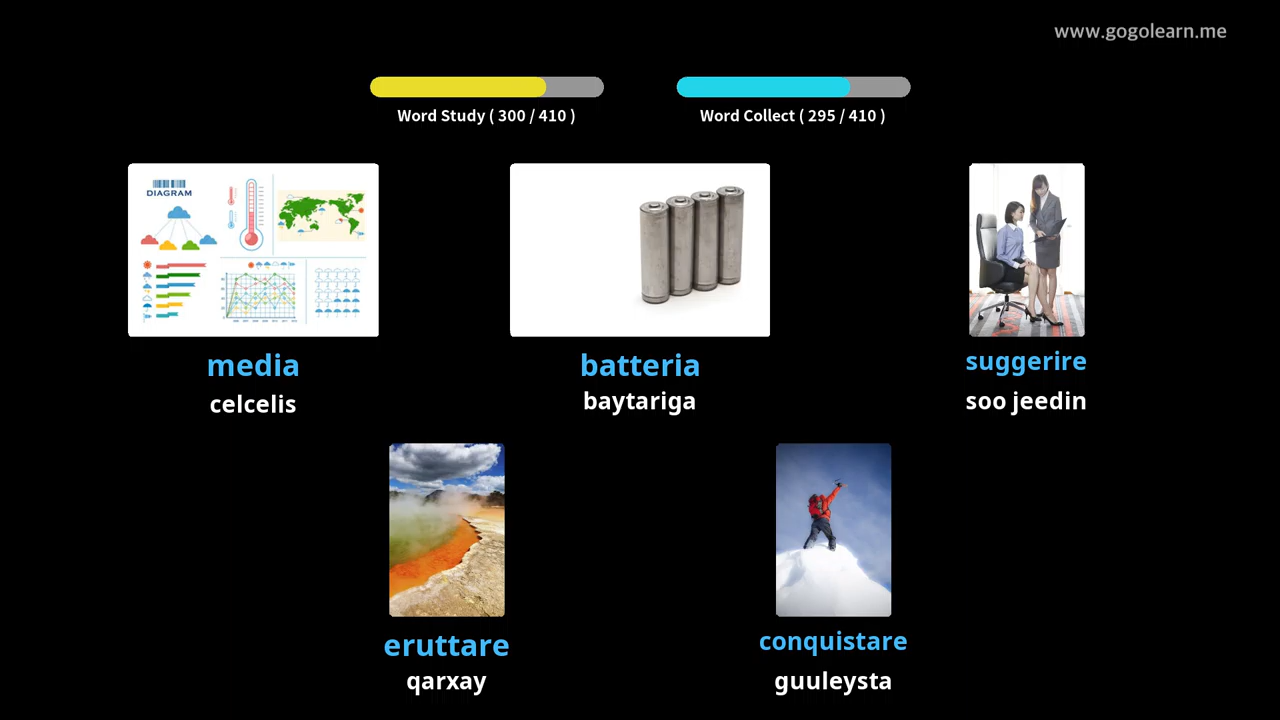 www.gogolearn.me
Word Study ( 300 / 410 )
Word Collect ( 295 / 410 )
DIAGRAM
media
celcelis
batteria
baytariga
suggerire
soo jeedin
eruttare
qarxay
conquistare
guuleysta